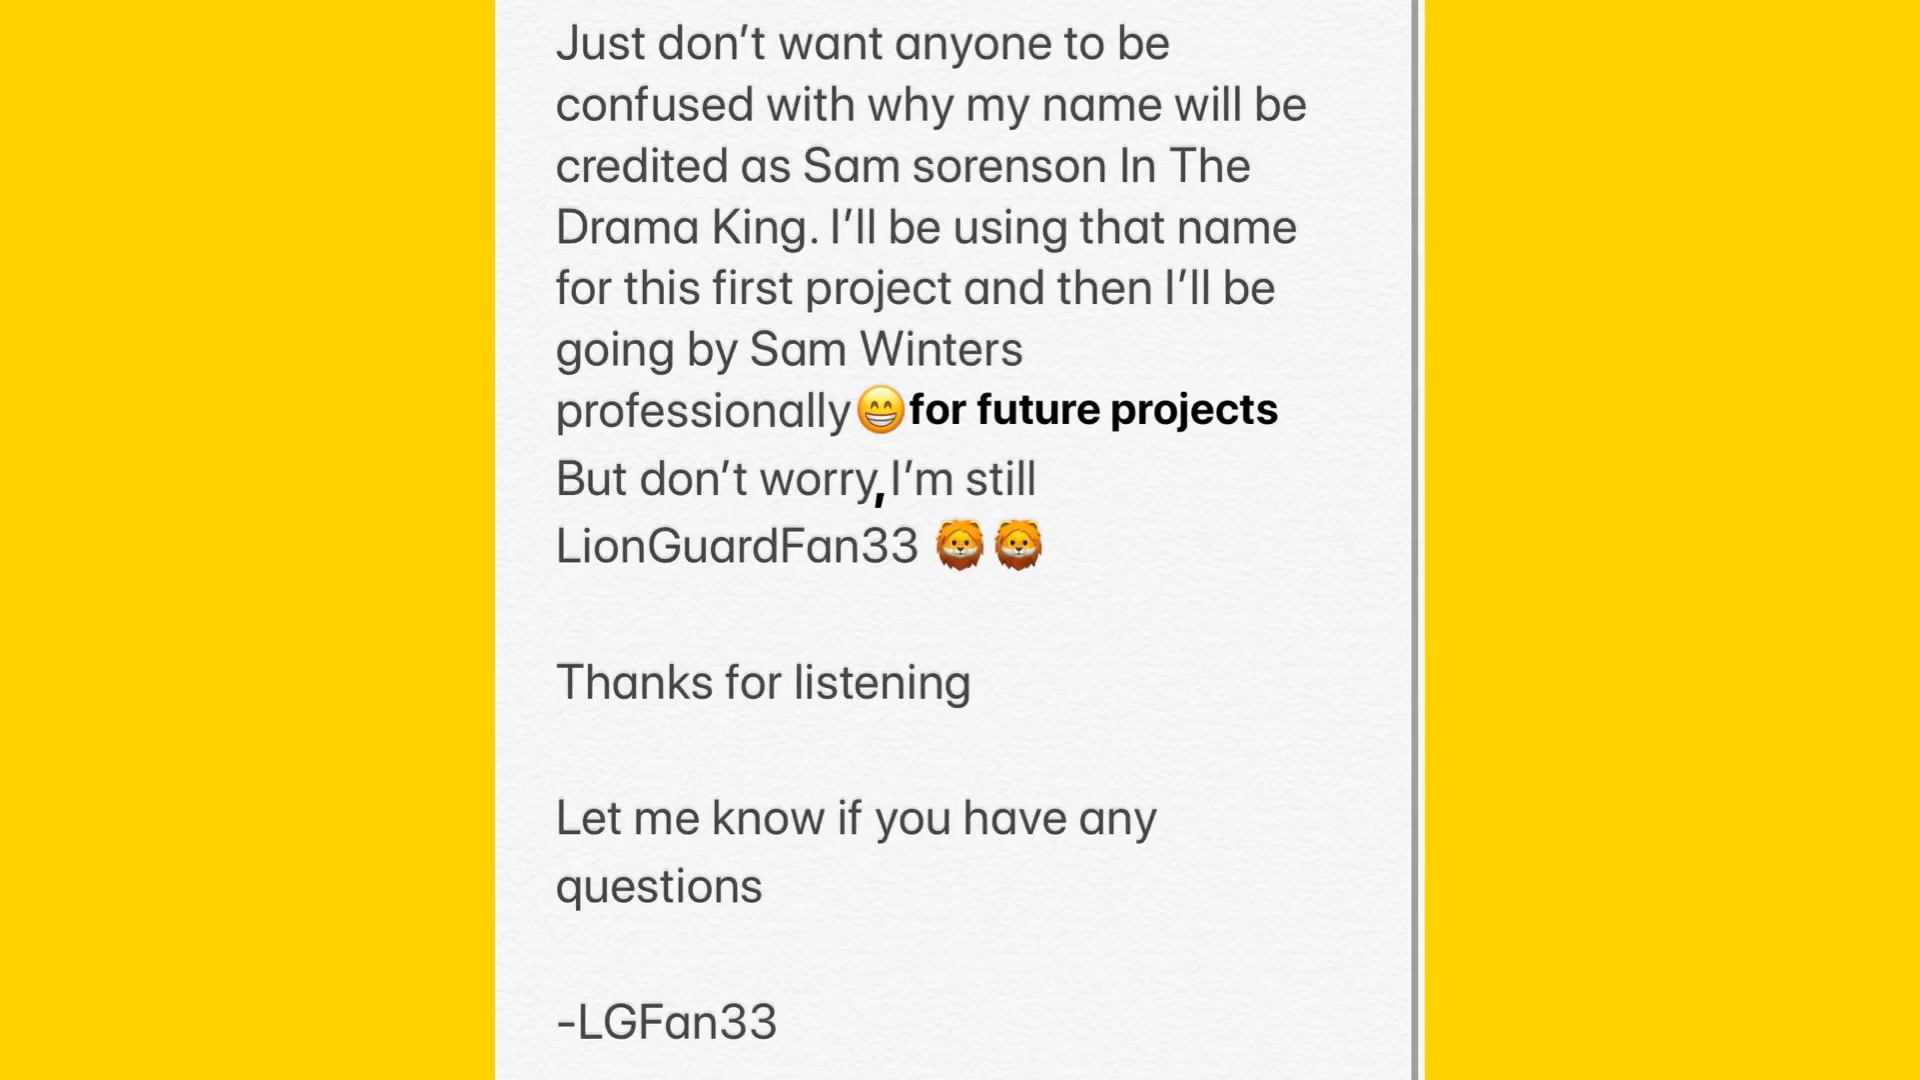 Just don’t want anyone to be
confused with why my name will be
credited as Sam sorenson In The
Drama King. I’ll be using that name
for this first project and then I’ll be
going by Sam Winters
professionally😁for future projects
But don’t worry,I’m still
LionGuardFan33 🦁🦁
Thanks for listening
Let me know if you have any
questions
-LGFan33